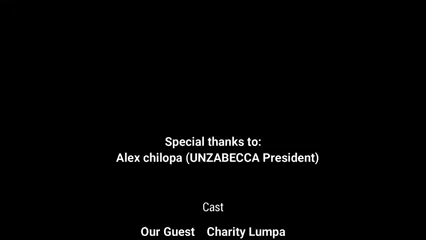 Special thanks to:
Alex chilopa (UNZABECCA President)
Cast
Our Guest Charity Lumpa